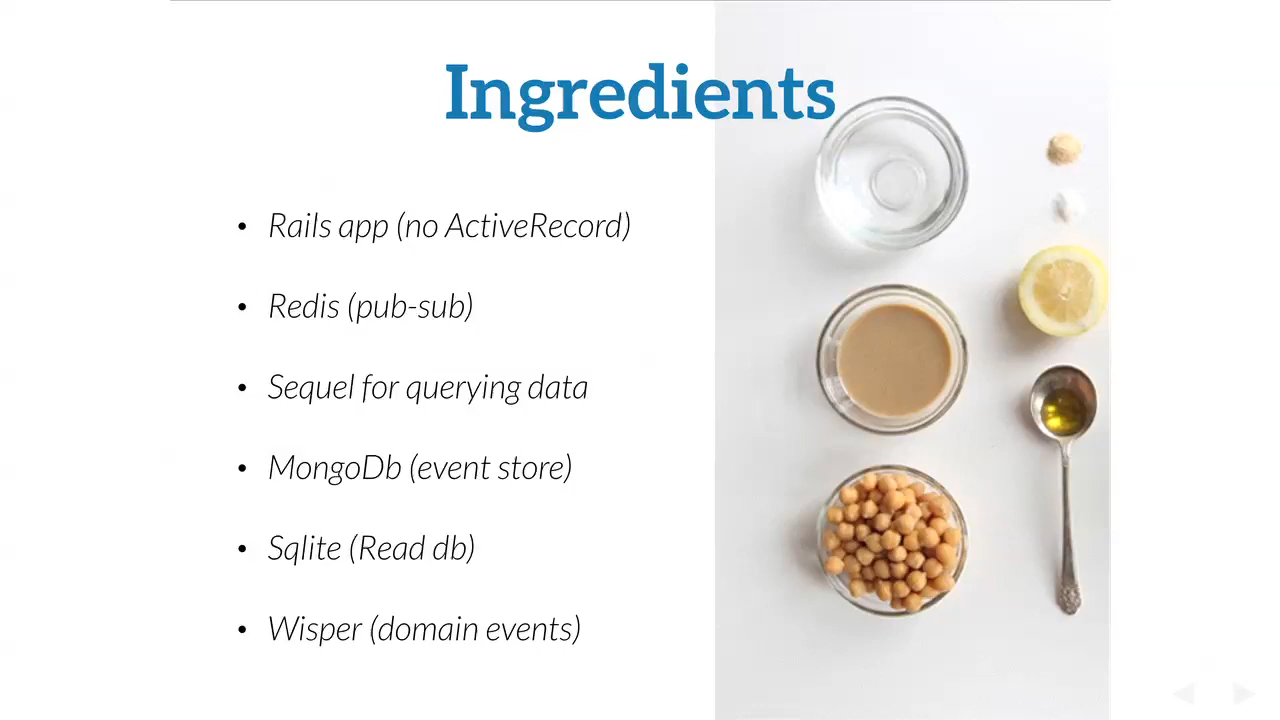 Ingredients
• Rails app (no ActiveRecord)
• Redis (pub-sub)
• Sequel for querying data
• MongoDb (event store)
• Sqlite (Read db)
• Wisper (domain events)